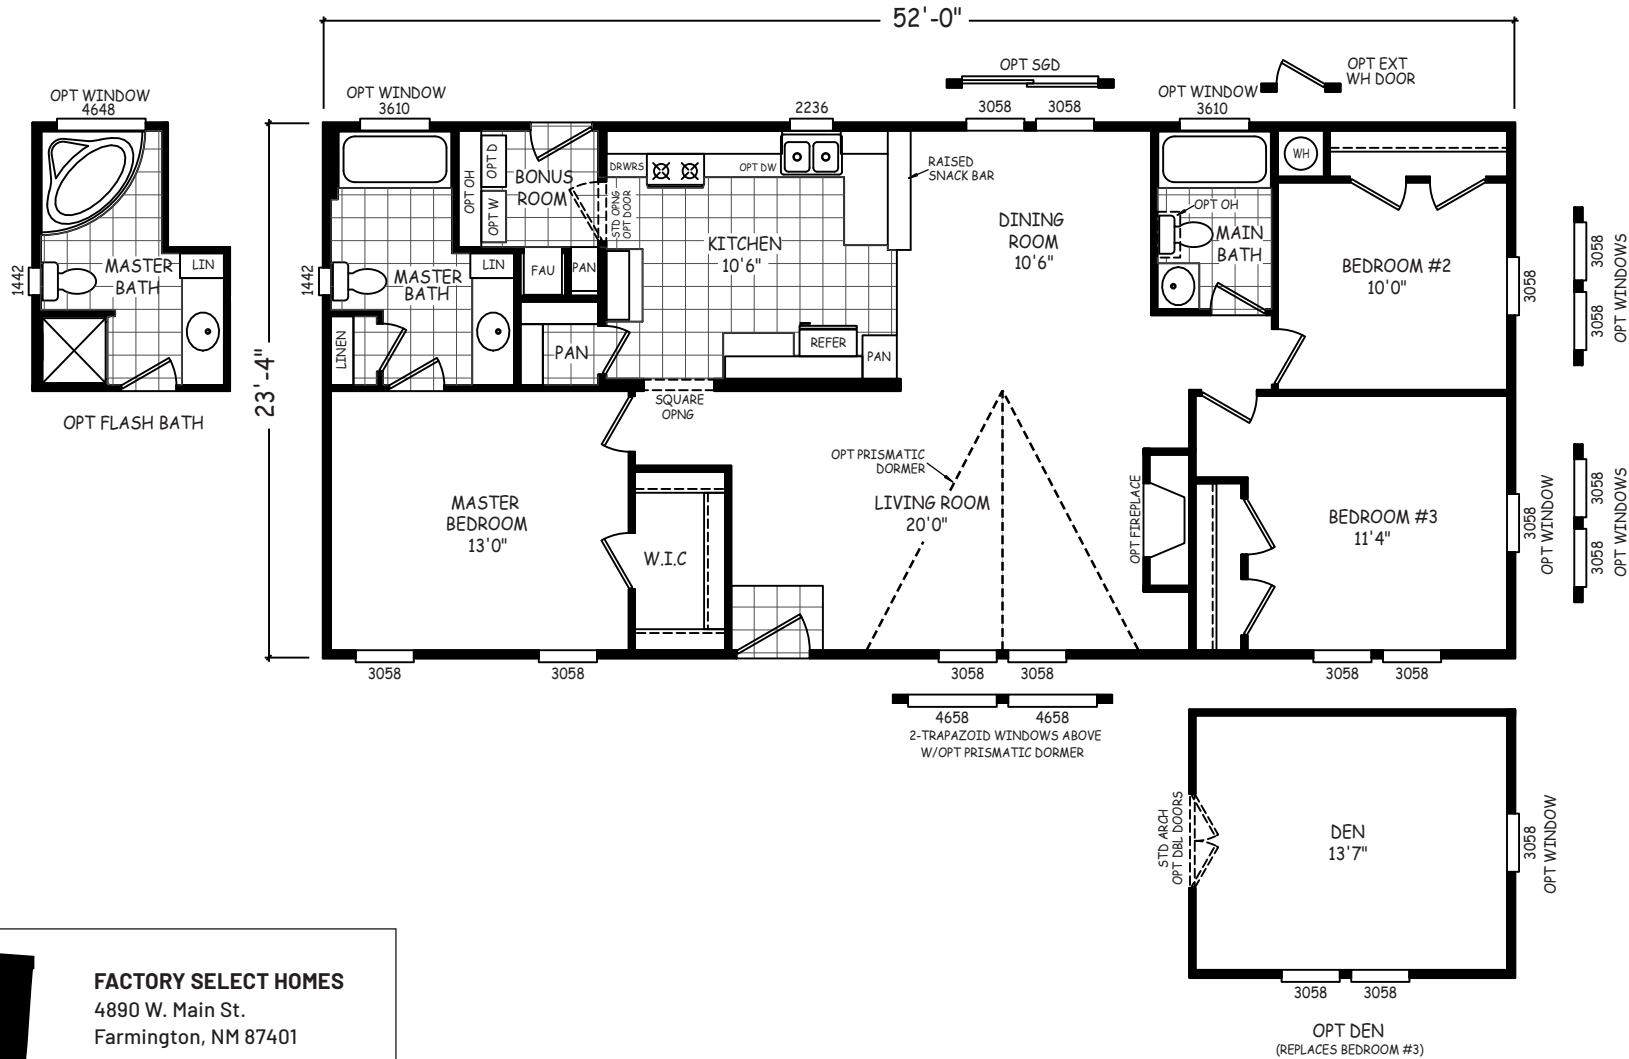 52'-0"
OPT SGD
OPT EXT
WH DOOR
OPT WINDOW
4648
OPT WINDOW
3610
2236
3058
3058
OPT WINDOW
3610
OPT OH
OPT D
OPT W
BONUS
ROOM
STD OPNG
OPT DOOR
DRWRS
OPT DW
RAISED
SNACK BAR
WH
OPT OH
MAIN
BATH
DINING
ROOM
10'6"
KITCHEN
10'6"
BEDROOM #2
10'0"
3058
3058
3058
OPT WINDOWS
1442
MASTER
BATH
LIN
OPT FLASH BATH
1442
MASTER
BATH
LIN
FAU
PAN
LINEN
PAN
REFER
PAN
SQUARE
OPNG
23'-4"
OPT PRISMATIC
DORMER
LIVING ROOM
20'0"
OPT FIREPLACE
MASTER
BEDROOM
13'0"
W.I.C
BEDROOM #3
11'4"
3058
OPT WINDOW
3058
3058
OPT WINDOWS
3058
3058
3058
3058
3058
3058
4658
4658
2-TRAPAZOID WINDOWS ABOVE
W/OPT PRISMATIC DORMER
STD ARCH
OPT DBL DOORS
DEN
13'7"
3058
OPT WINDOW
3058
3058
OPT DEN
(REPLACES BEDROOM #3)
FACTORY SELECT HOMES
4890 W. Main St.
Farmington, NM 87401